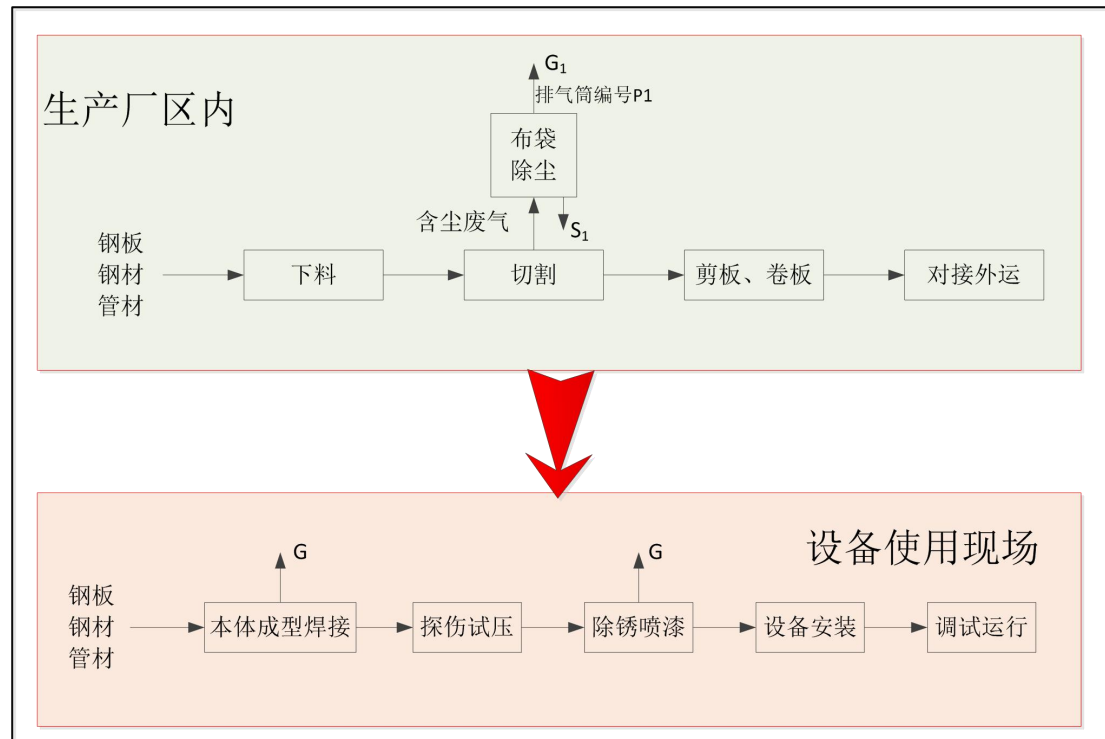 生产厂区内
G₁
排气筒编号P1
布袋
除尘
含尘废气
S₁
钢板
钢材
管材
下料
切割
剪板、卷板
对接外运
设备使用现场
G
G
钢板
钢材
管材
本体成型焊接
探伤试压
除锈喷漆
设备安装
调试运行